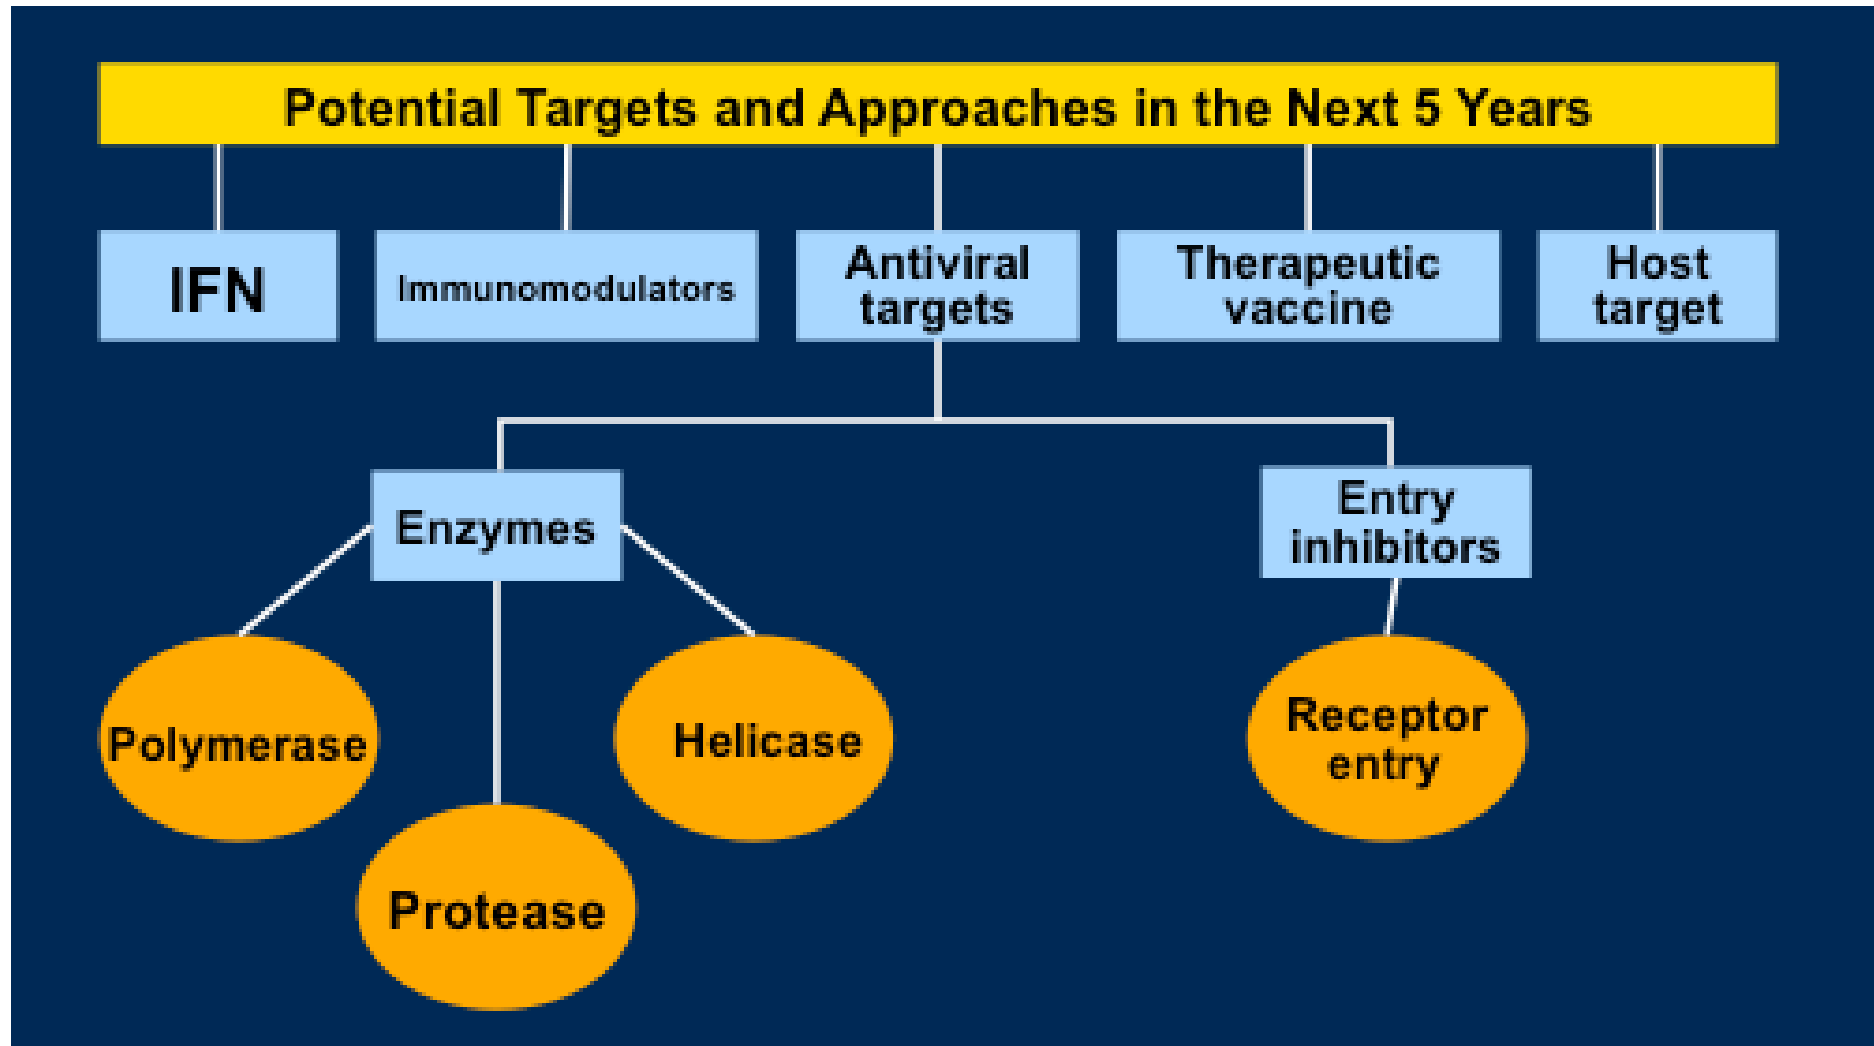 Potential Targets and Approaches in the Next 5 Years
IFN
Immunomodulators
Antiviral
targets
Therapeutic
vaccine
Host
target
Enzymes
Entry
inhibitors
Polymerase
Protease
Helicase
Receptor
entry